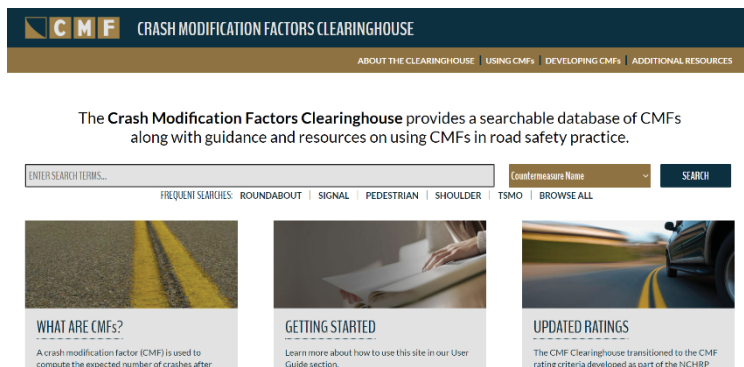 CMF CRASH MODIFICATION FACTORS CLEARINGHOUSE
ABOUT THE CLEARINGHOUSE | USING CMFs | DEVELOPING CMFs | ADDITIONAL RESOURCES
The Crash Modification Factors Clearinghouse provides a searchable database of CMFs
along with guidance and resources on using CMFs in road safety practice.
ENTER SEARCH TERMS... Countermeasure Name SEARCH
FREQUENT SEARCHES: ROUNDABOUT | SIGNAL | PEDESTRIAN | SHOULDER | TSMO | BROWSE ALL
WHAT ARE CMFs?
A crash modification factor (CMF) is used to
compute the expected number of crashes after
GETTING STARTED
Learn more about how to use this site in our User
Guide section.
UPDATED RATINGS
The CMF Clearinghouse transitioned to the CMF
rating criteria developed as part of the NCHRP